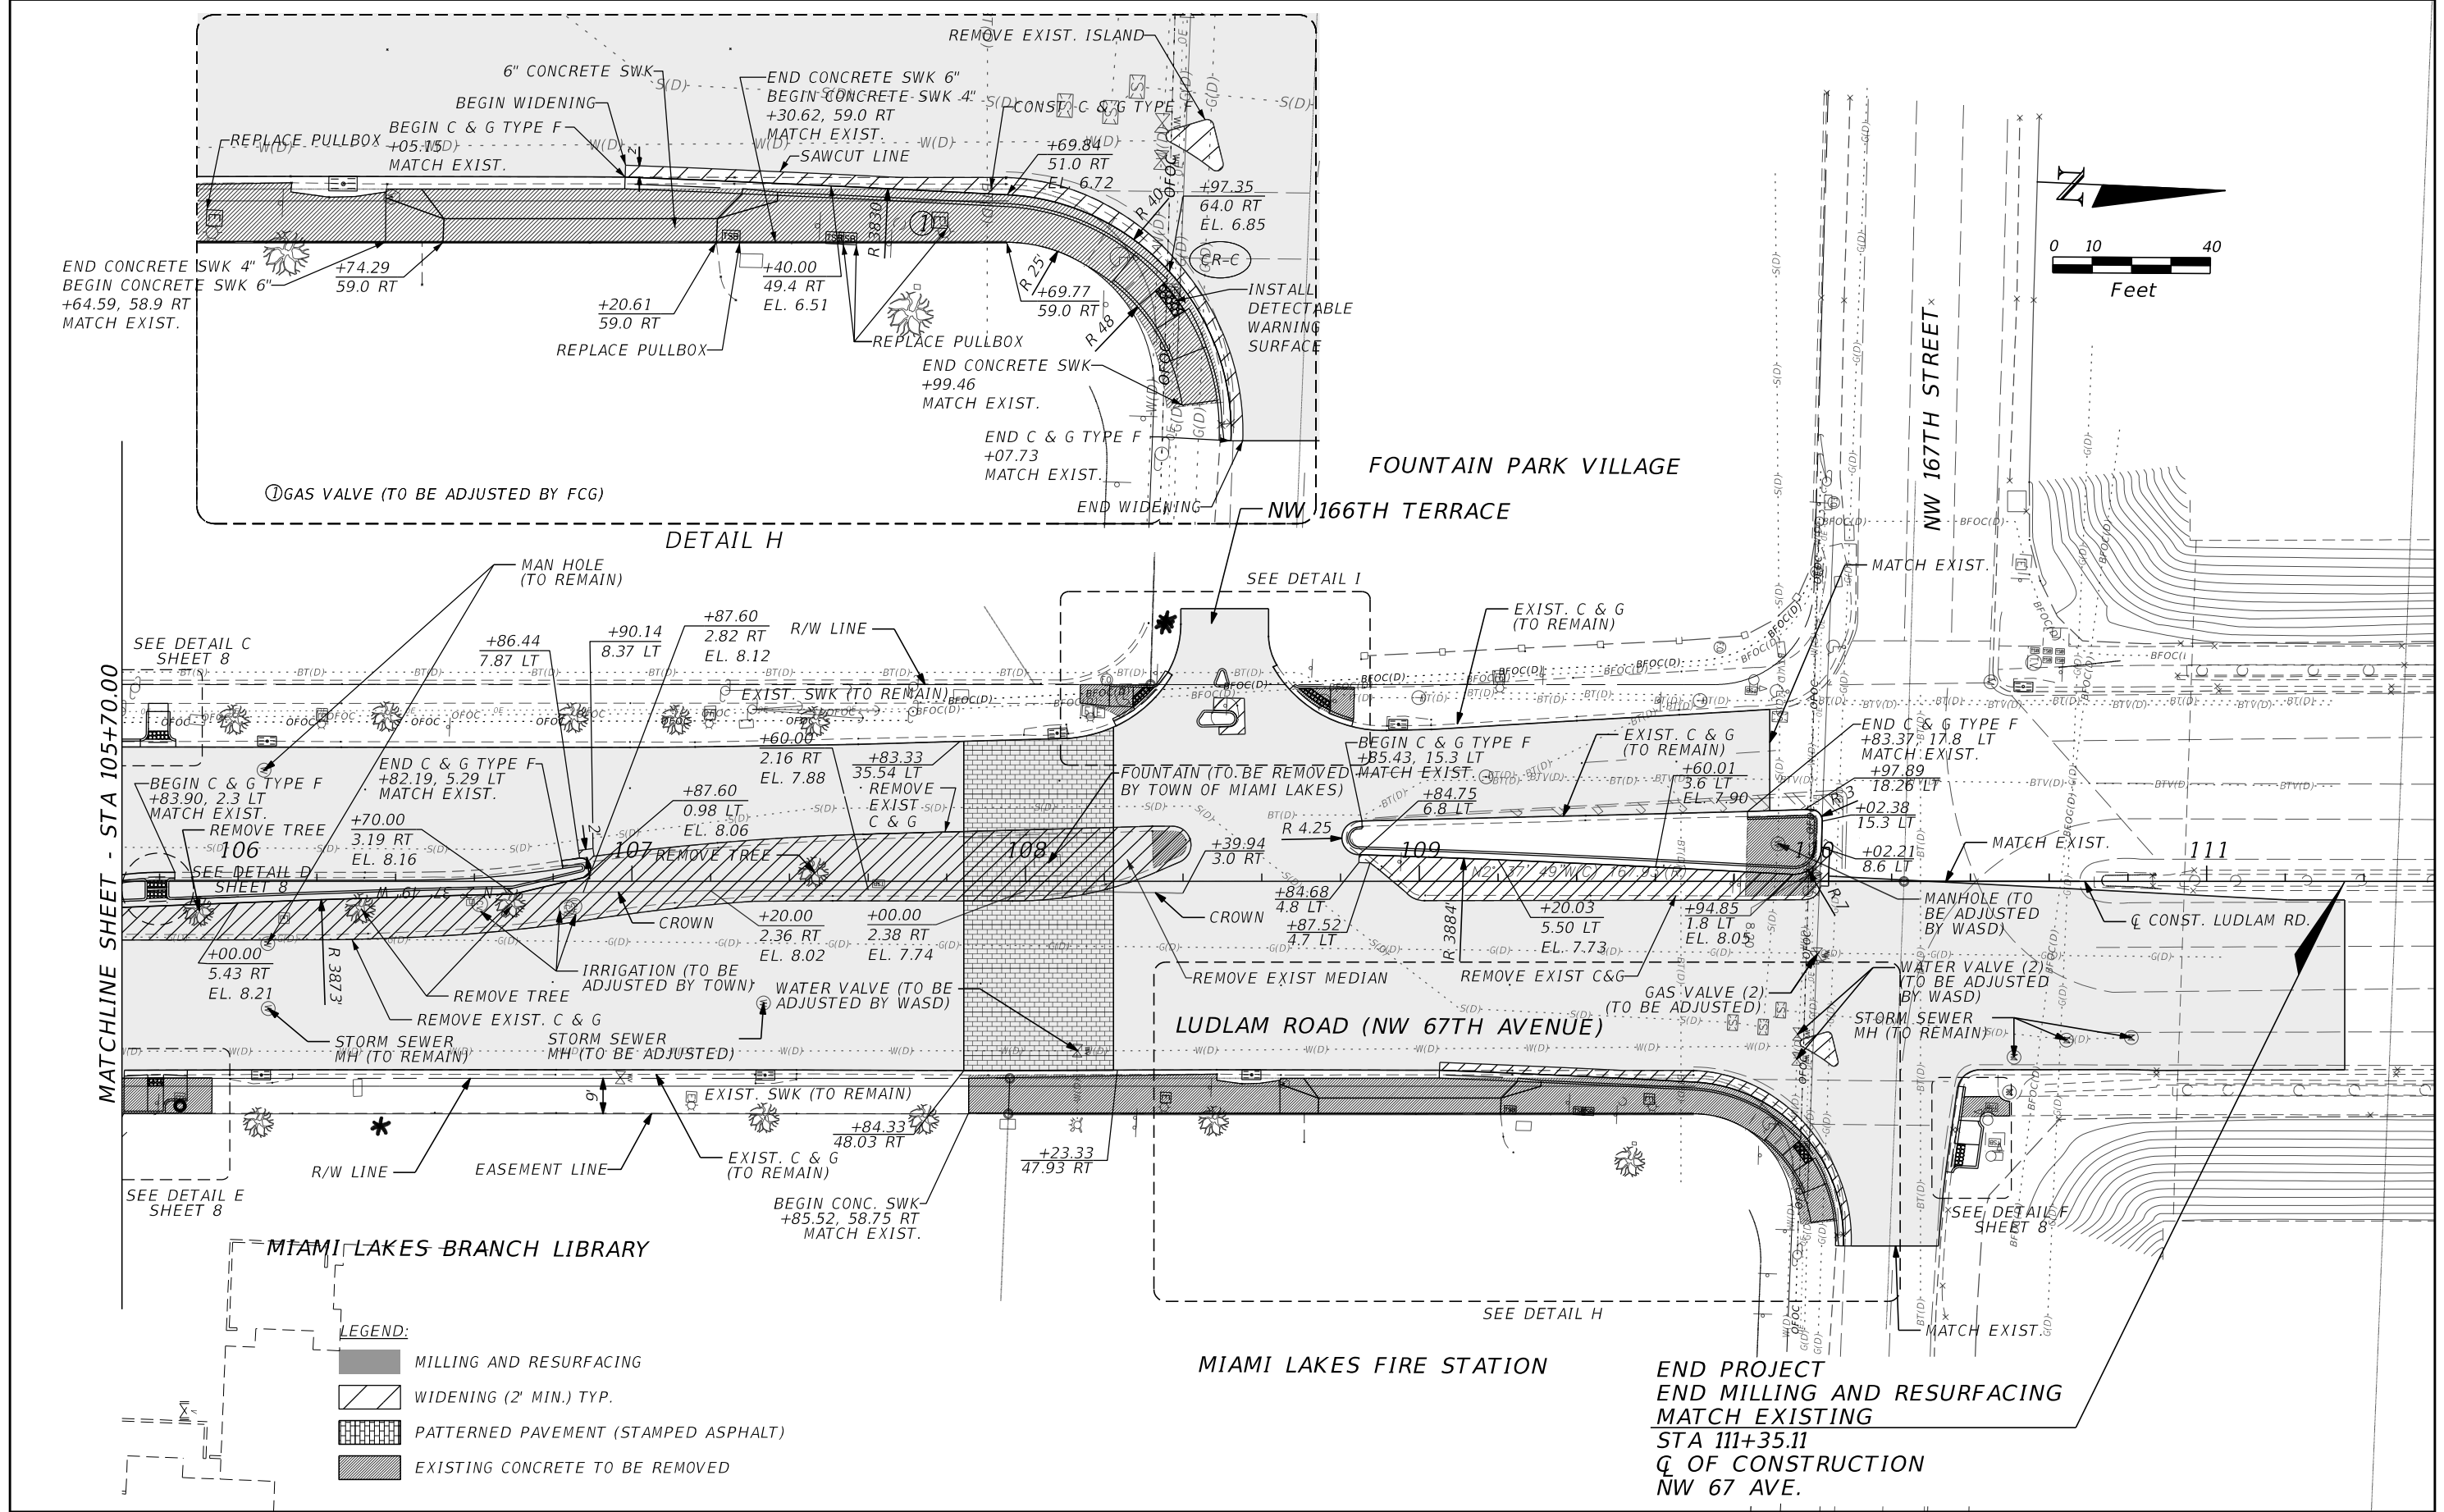 REMOVE EXIST. ISLAND
6" CONCRETE SWK
END CONCRETE SWK 6"
BEGIN CONCRETE SWK 4"
+30.62, 59.0 RT
MATCH EXIST.
BEGIN WIDENING
CONST. C & G TYPE F
BEGIN C & G TYPE F
+05.15
MATCH EXIST.
REPLACE PULLBOX
SAWCUT LINE
2'
+69.84
51.0 RT
EL. 6.72
+97.35
64.0 RT
EL. 6.85
R 40
R 3830'
1
CR-C
END CONCRETE SWK 4"
BEGIN CONCRETE SWK 6"
+64.59, 58.9 RT
MATCH EXIST.
+74.29
59.0 RT
+20.61
59.0 RT
+40.00
49.4 RT
EL. 6.51
R 25'
+69.77
59.0 RT
INSTALL
DETECTABLE
WARNING
SURFACE
R 48
REPLACE PULLBOX
REPLACE PULLBOX
END CONCRETE SWK
+99.46
MATCH EXIST.
END C & G TYPE F
+07.73
MATCH EXIST.
END WIDENING
①GAS VALVE (TO BE ADJUSTED BY FCG)
DETAIL H
N
0 10 40
Feet
NW 167TH STREET
FOUNTAIN PARK VILLAGE
NW 166TH TERRACE
MAN HOLE
(TO REMAIN)
SEE DETAIL I
MATCH EXIST.
EXIST. C & G
(TO REMAIN)
SEE DETAIL C
SHEET 8
+86.44
7.87 LT
+90.14
8.37 LT
+87.60
2.82 RT
EL. 8.12
R/W LINE
EXIST. SWK (TO REMAIN)
MATCHLINE SHEET - STA 105+70.00
+60.00
2.16 RT
EL. 7.88
+83.33
35.54 LT
REMOVE
EXIST
C & G
BEGIN C & G TYPE F
+83.90, 2.3 LT
MATCH EXIST.
END C & G TYPE F
+82.19, 5.29 LT
MATCH EXIST.
+87.60
0.98 LT
EL. 8.06
FOUNTAIN (TO BE REMOVED
BY TOWN OF MIAMI LAKES)
BEGIN C & G TYPE F
+85.43, 15.3 LT
MATCH EXIST.
EXIST. C & G
(TO REMAIN)
END C & G TYPE F
+83.37, 17.8 LT
MATCH EXIST.
+60.01
3.6 LT
EL. 7.90
+97.89
18.26 LT
R 3
+02.38
15.3 LT
+84.75
6.8 LT
R 4.25
REMOVE TREE
+70.00
3.19 RT
EL. 8.16
2'
REMOVE TREE
106
107
108
109
110
111
SEE DETAIL D
SHEET 8
N 2° 37' 49" W
N2° 37' 49"W(C)
+39.94
3.0 RT
+02.21
8.6 LT
MATCH EXIST.
+84.68
4.8 LT
+87.52
4.7 LT
CROWN
CROWN
+20.00
2.36 RT
EL. 8.02
+00.00
2.38 RT
EL. 7.74
R 3884'
+20.03
5.50 LT
EL. 7.73
+94.85
1.8 LT
EL. 8.05
8.20
R 7
MANHOLE (TO
BE ADJUSTED
BY WASD)
℄ CONST. LUDLAM RD.
+00.00
5.43 RT
EL. 8.21
R 3873'
REMOVE TREE
IRRIGATION (TO BE
ADJUSTED BY TOWN)
REMOVE EXIST. C & G
WATER VALVE (TO BE
ADJUSTED BY WASD)
REMOVE EXIST MEDIAN
REMOVE EXIST C&G
GAS VALVE (2)
(TO BE ADJUSTED)
WATER VALVE (2)
(TO BE ADJUSTED
BY WASD)
STORM SEWER
MH (TO REMAIN)
STORM SEWER
MH (TO BE ADJUSTED)
LUDLAM ROAD (NW 67TH AVENUE)
STORM SEWER
MH (TO REMAIN)
EXIST. SWK (TO REMAIN)
6'
+84.33
48.03 RT
+23.33
47.93 RT
R/W LINE
EASEMENT LINE
EXIST. C & G
(TO REMAIN)
SEE DETAIL E
SHEET 8
BEGIN CONC. SWK
+85.52, 58.75 RT
MATCH EXIST.
SEE DETAIL F
SHEET 8
MIAMI LAKES BRANCH LIBRARY
SEE DETAIL H
MATCH EXIST.
MIAMI LAKES FIRE STATION
LEGEND:
MILLING AND RESURFACING
WIDENING (2' MIN.) TYP.
PATTERNED PAVEMENT (STAMPED ASPHALT)
EXISTING CONCRETE TO BE REMOVED
END PROJECT
END MILLING AND RESURFACING
MATCH EXISTING
STA 111+35.11
℄ OF CONSTRUCTION
NW 67 AVE.